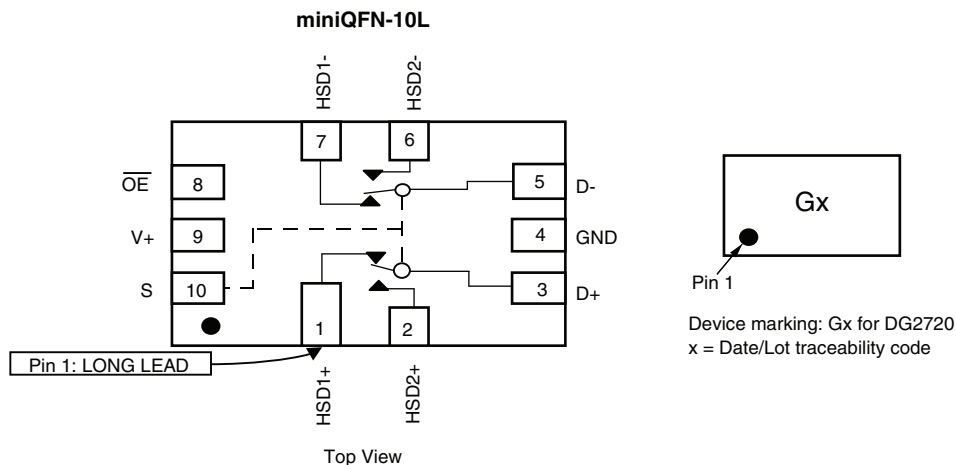 miniQFN-10L
HSD1-
HSD2-
7
6
OE
8
5
D-
V+
9
4
GND
S
10
3
D+
1
2
Pin 1: LONG LEAD
HSD1+
HSD2+
Top View
Gx
Pin 1
Device marking: Gx for DG2720
x = Date/Lot traceability code